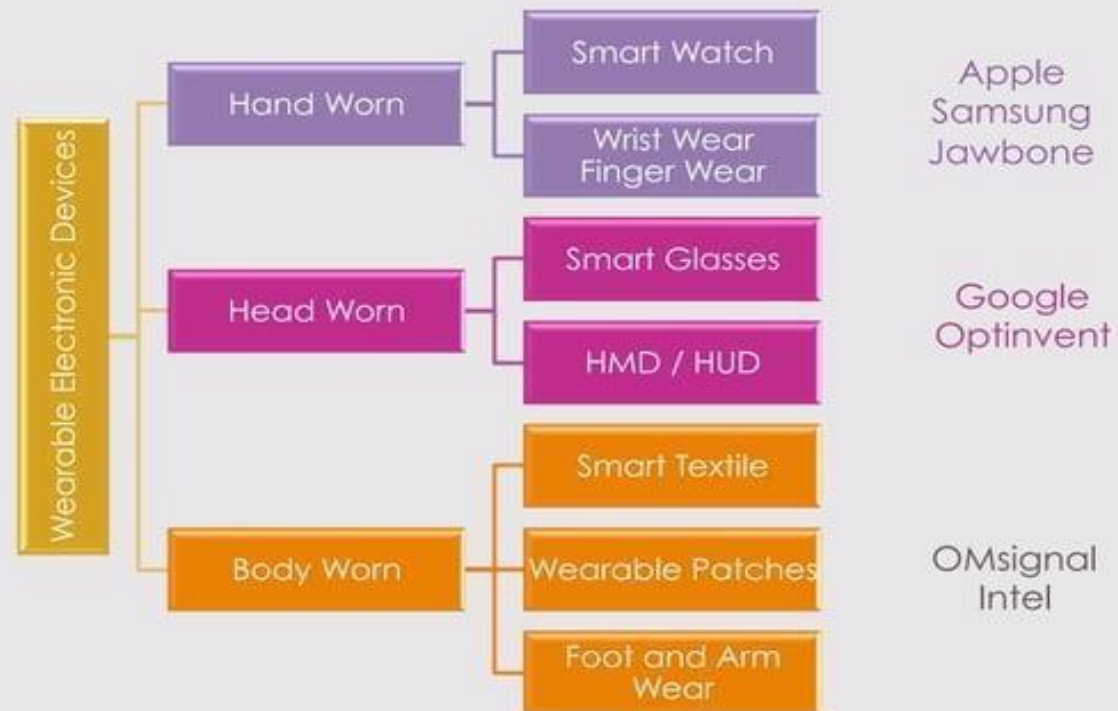 Wearable Electronic Devices
Hand Worn
Smart Watch
Wrist Wear
Finger Wear
Apple
Samsung
Jawbone
Head Worn
Smart Glasses
HMD / HUD
Google
Optinvent
Body Worn
Smart Textile
Wearable Patches
Foot and Arm
Wear
OMsignal
Intel